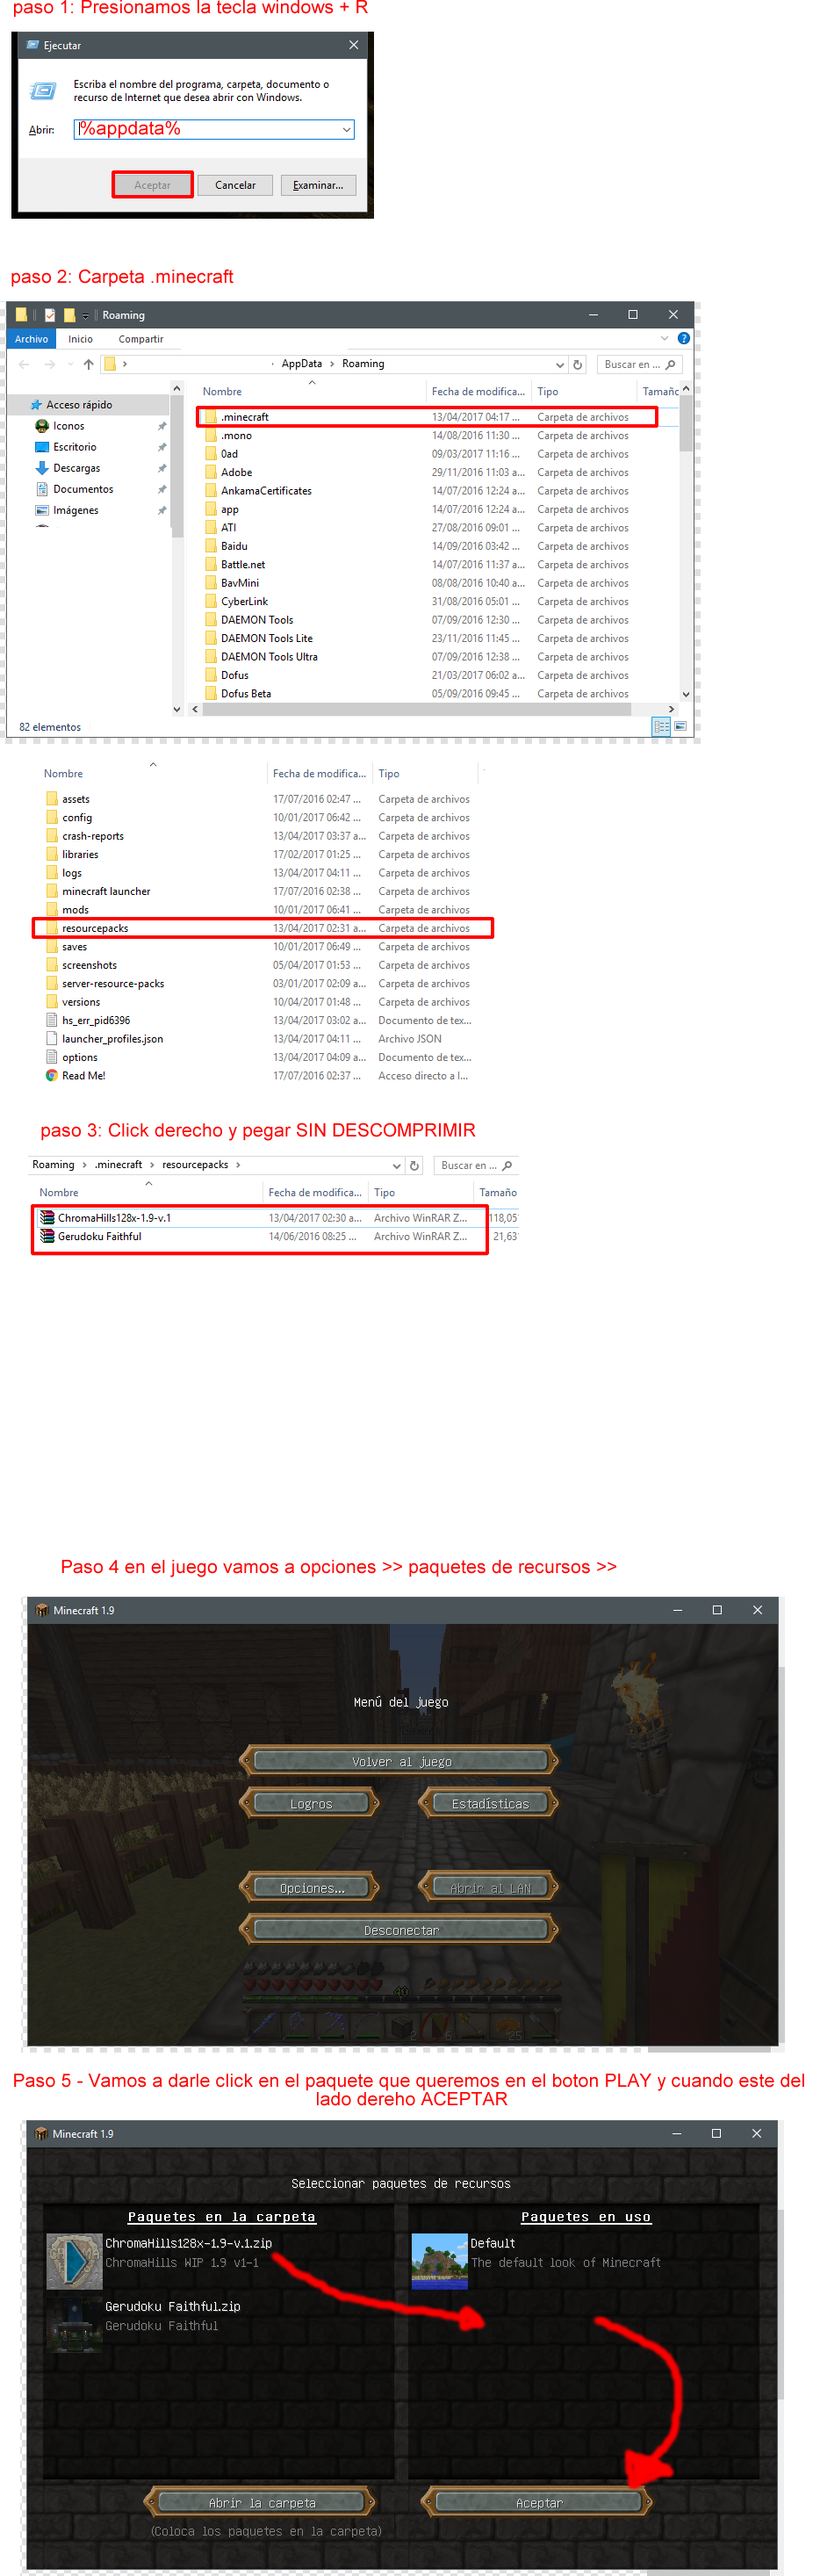 paso 1: Presionamos la tecla windows + R
Ejecutar
Escriba el nombre del programa, carpeta, documento o
recurso de Internet que desea abrir con Windows.
Abrir: %appdata%
Aceptar Cancelar Examinar...
paso 2: Carpeta .minecraft
Roaming
Archivo Inicio Compartir
AppData Roaming Buscar en ...
Nombre Fecha de modifica... Tipo Tamañc
Acceso rápido
Iconos
Escritorio
Descargas
Documentos
Imágenes
.minecraft 13/04/2017 04:17 ... Carpeta de archivos
.mono 14/08/2016 11:30 ... Carpeta de archivos
0ad 09/03/2017 11:16 ... Carpeta de archivos
Adobe 29/11/2016 11:03 a... Carpeta de archivos
AnkamaCertificates 14/07/2016 12:24 a... Carpeta de archivos
app 14/07/2016 12:24 a... Carpeta de archivos
ATI 27/08/2016 09:01 ... Carpeta de archivos
Baidu 14/09/2016 03:42 ... Carpeta de archivos
Battle.net 14/07/2016 11:37 a... Carpeta de archivos
BavMini 08/08/2016 10:40 a... Carpeta de archivos
CyberLink 31/08/2016 05:01 ... Carpeta de archivos
DAEMON Tools 07/09/2016 12:30 ... Carpeta de archivos
DAEMON Tools Lite 23/11/2016 11:45 ... Carpeta de archivos
DAEMON Tools Ultra 07/09/2016 12:38 ... Carpeta de archivos
Dofus 21/03/2017 06:02 a... Carpeta de archivos
Dofus Beta 05/09/2016 09:45 ... Carpeta de archivos
82 elementos
Nombre Fecha de modifica... Tipo
assets 17/07/2016 02:47 ... Carpeta de archivos
config 10/01/2017 06:42 ... Carpeta de archivos
crash-reports 13/04/2017 03:37 a... Carpeta de archivos
libraries 17/02/2017 01:25 ... Carpeta de archivos
logs 13/04/2017 04:11 ... Carpeta de archivos
minecraft launcher 17/07/2016 02:38 ... Carpeta de archivos
mods 10/01/2017 06:41 ... Carpeta de archivos
resourcepacks 13/04/2017 02:31 a... Carpeta de archivos
saves 10/01/2017 06:49 ... Carpeta de archivos
screenshots 05/04/2017 01:53 ... Carpeta de archivos
server-resource-packs 03/01/2017 02:09 a... Carpeta de archivos
versions 10/04/2017 01:48 ... Carpeta de archivos
hs_err_pid6396 13/04/2017 03:02 a... Documento de tex...
launcher_profiles.json 13/04/2017 04:11 ... Archivo JSON
options 13/04/2017 04:09 a... Documento de tex...
Read Me! 17/07/2016 02:37 ... Acceso directo a I...
paso 3: Click derecho y pegar SIN DESCOMPRIMIR
Roaming .minecraft resourcepacks Buscar en ...
Nombre Fecha de modifica... Tipo Tamaño
ChromaHills128x-1.9-v.1 13/04/2017 02:30 a... Archivo WinRAR Z... 118,05
Gerudoku Faithful 14/06/2016 08:25 ... Archivo WinRAR Z... 21,63
Paso 4 en el juego vamos a opciones >> paquetes de recursos >>
Minecraft 1.9
Menú del juego
Volver al juego
Logros Estadísticas
Opciones... Abrir al LAN
Desconectar
Paso 5 - Vamos a darle click en el paquete que queremos en el boton PLAY y cuando este del
lado dereho ACEPTAR
Minecraft 1.9
Seleccionar paquetes de recursos
Paquetes en la carpeta Paquetes en uso
ChromaHills128x-1.9-v.1.zip Default
ChromaHills WIP 1.9 v1-1 The default look of Minecraft
Gerudoku Faithful.zip
Gerudoku Faithful
Abrir la carpeta Aceptar
(Coloca los paquetes en la carpeta)